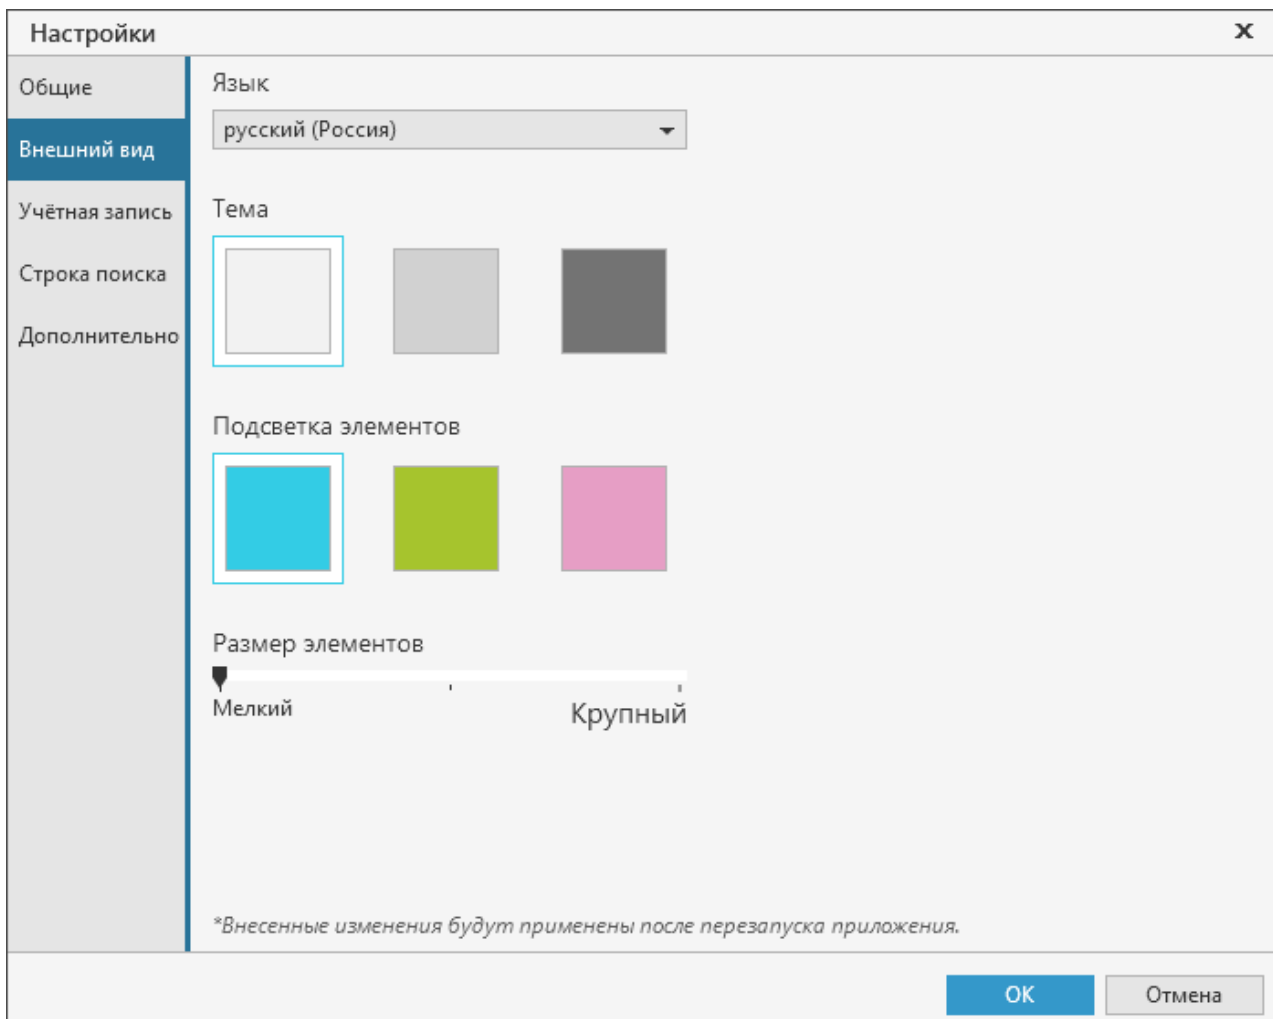 Настройки
Общие
Внешний вид
Учётная запись
Строка поиска
Дополнительно
Язык
русский (Россия)
Тема
Подсветка элементов
Размер элементов
Мелкий
Крупный
*Внесенные изменения будут применены после перезапуска приложения.
OK
Отмена